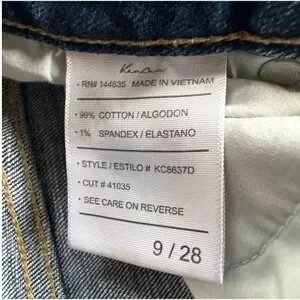 KanCan
• RN# 144635 MADE IN VIETNAM
• 99% COTTON / ALGODON
• 1% SPANDEX / ELASTANO
• STYLE / ESTILO # KC8637D
• CUT # 41035
• SEE CARE ON REVERSE
9 / 28